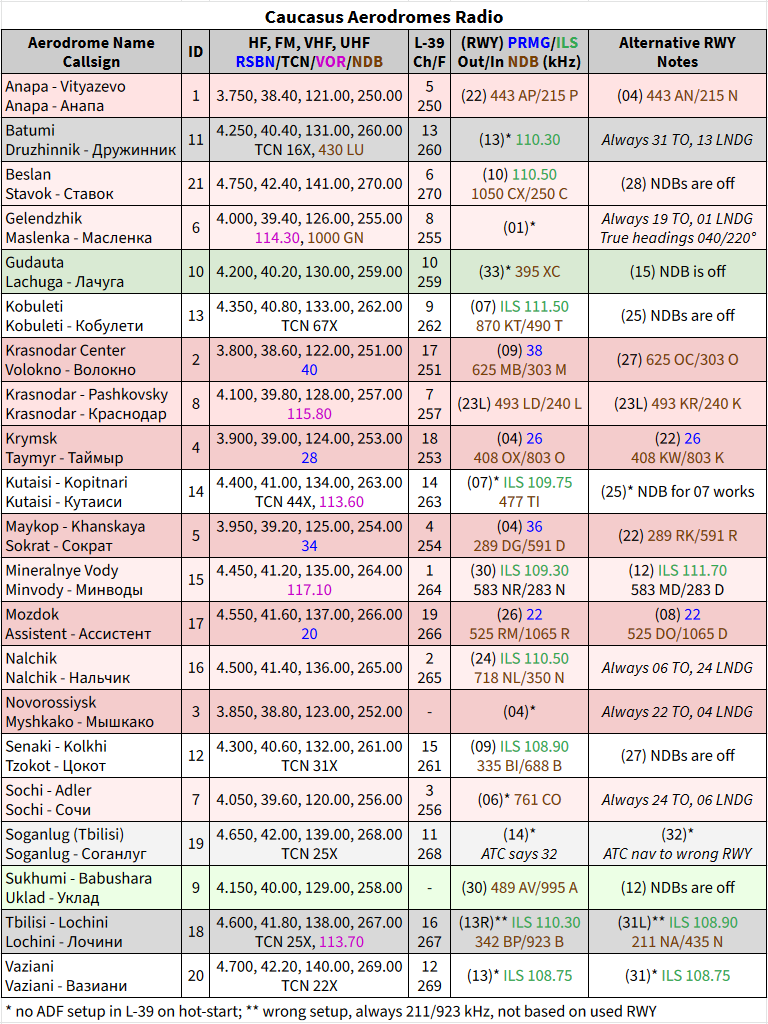 Caucasus Aerodromes Radio
Aerodrome Name
Callsign
ID
HF, FM, VHF, UHF
RSBN/TCN/VOR/NDB
L-39
Ch/F
(RWY) PRMG/ILS
Out/In NDB (kHz)
Alternative RWY
Notes
Anapa - Vityazevo
Anapa - Анапа
1
3.750, 38.40, 121.00, 250.00
5
250
(22) 443 AP/215 P
(04) 443 AN/215 N
Batumi
Druzhinnik - Дружинник
11
4.250, 40.40, 131.00, 260.00
TCN 16X, 430 LU
13
260
(13)* 110.30
Always 31 TO, 13 LNDG
Beslan
Stavok - Ставок
21
4.750, 42.40, 141.00, 270.00
6
270
(10) 110.50
1050 CX/250 C
(28) NDBs are off
Gelendzhik
Maslenka - Масленка
6
4.000, 39.40, 126.00, 255.00
114.30, 1000 GN
8
255
(01)*
Always 19 TO, 01 LNDG
True headings 040/220°
Gudauta
Lachuga - Лачуга
10
4.200, 40.20, 130.00, 259.00
10
259
(33)* 395 XC
(15) NDB is off
Kobuleti
Kobuleti - Кобулети
13
4.350, 40.80, 133.00, 262.00
TCN 67X
9
262
(07) ILS 111.50
870 KT/490 T
(25) NDBs are off
Krasnodar Center
Volokno - Волокно
2
3.800, 38.60, 122.00, 251.00
40
17
251
(09) 38
625 MB/303 M
(27) 625 OC/303 O
Krasnodar - Pashkovsky
Krasnodar - Краснодар
8
4.100, 39.80, 128.00, 257.00
115.80
7
257
(23L) 493 LD/240 L
(23L) 493 KR/240 K
Krymsk
Taymyr - Таймыр
4
3.900, 39.00, 124.00, 253.00
28
18
253
(04) 26
408 OX/803 O
(22) 26
408 KW/803 K
Kutaisi - Kopitnari
Kutaisi - Кутаиси
14
4.400, 41.00, 134.00, 263.00
TCN 44X, 113.60
14
263
(07)* ILS 109.75
477 TI
(25)* NDB for 07 works
Maykop - Khanskaya
Sokrat - Сократ
5
3.950, 39.20, 125.00, 254.00
34
4
254
(04) 36
289 DG/591 D
(22) 289 RK/591 R
Mineralnye Vody
Minvody - Минводы
15
4.450, 41.20, 135.00, 264.00
117.10
1
264
(30) ILS 109.30
583 NR/283 N
(12) ILS 111.70
583 MD/283 D
Mozdok
Assistent - Ассистент
17
4.550, 41.60, 137.00, 266.00
20
19
266
(26) 22
525 RM/1065 R
(08) 22
525 DO/1065 D
Nalchik
Nalchik - Нальчик
16
4.500, 41.40, 136.00, 265.00
2
265
(24) ILS 110.50
718 NL/350 N
Always 06 TO, 24 LNDG
Novorossiysk
Myshkako - Мышкако
3
3.850, 38.80, 123.00, 252.00
-
(04)*
Always 22 TO, 04 LNDG
Senaki - Kolkhi
Tzokot - Цокот
12
4.300, 40.60, 132.00, 261.00
TCN 31X
15
261
(09) ILS 108.90
335 BI/688 B
(27) NDBs are off
Sochi - Adler
Sochi - Сочи
7
4.050, 39.60, 120.00, 256.00
3
256
(06)* 761 CO
Always 24 TO, 06 LNDG
Soganlug (Tbilisi)
Soganlug - Соганлуг
19
4.650, 42.00, 139.00, 268.00
TCN 25X
11
268
(14)*
ATC says 32
(32)*
ATC nav to wrong RWY
Sukhumi - Babushara
Uklad - Уклад
9
4.150, 40.00, 129.00, 258.00
-
(30) 489 AV/995 A
(12) NDBs are off
Tbilisi - Lochini
Lochini - Лочини
18
4.600, 41.80, 138.00, 267.00
TCN 25X, 113.70
16
267
(13R)** ILS 110.30
342 BP/923 B
(31L)** ILS 108.90
211 NA/435 N
Vaziani
Vaziani - Вазиани
20
4.700, 42.20, 140.00, 269.00
TCN 22X
12
269
(13)* ILS 108.75
(31)* ILS 108.75
* no ADF setup in L-39 on hot-start; ** wrong setup, always 211/923 kHz, not based on used RWY